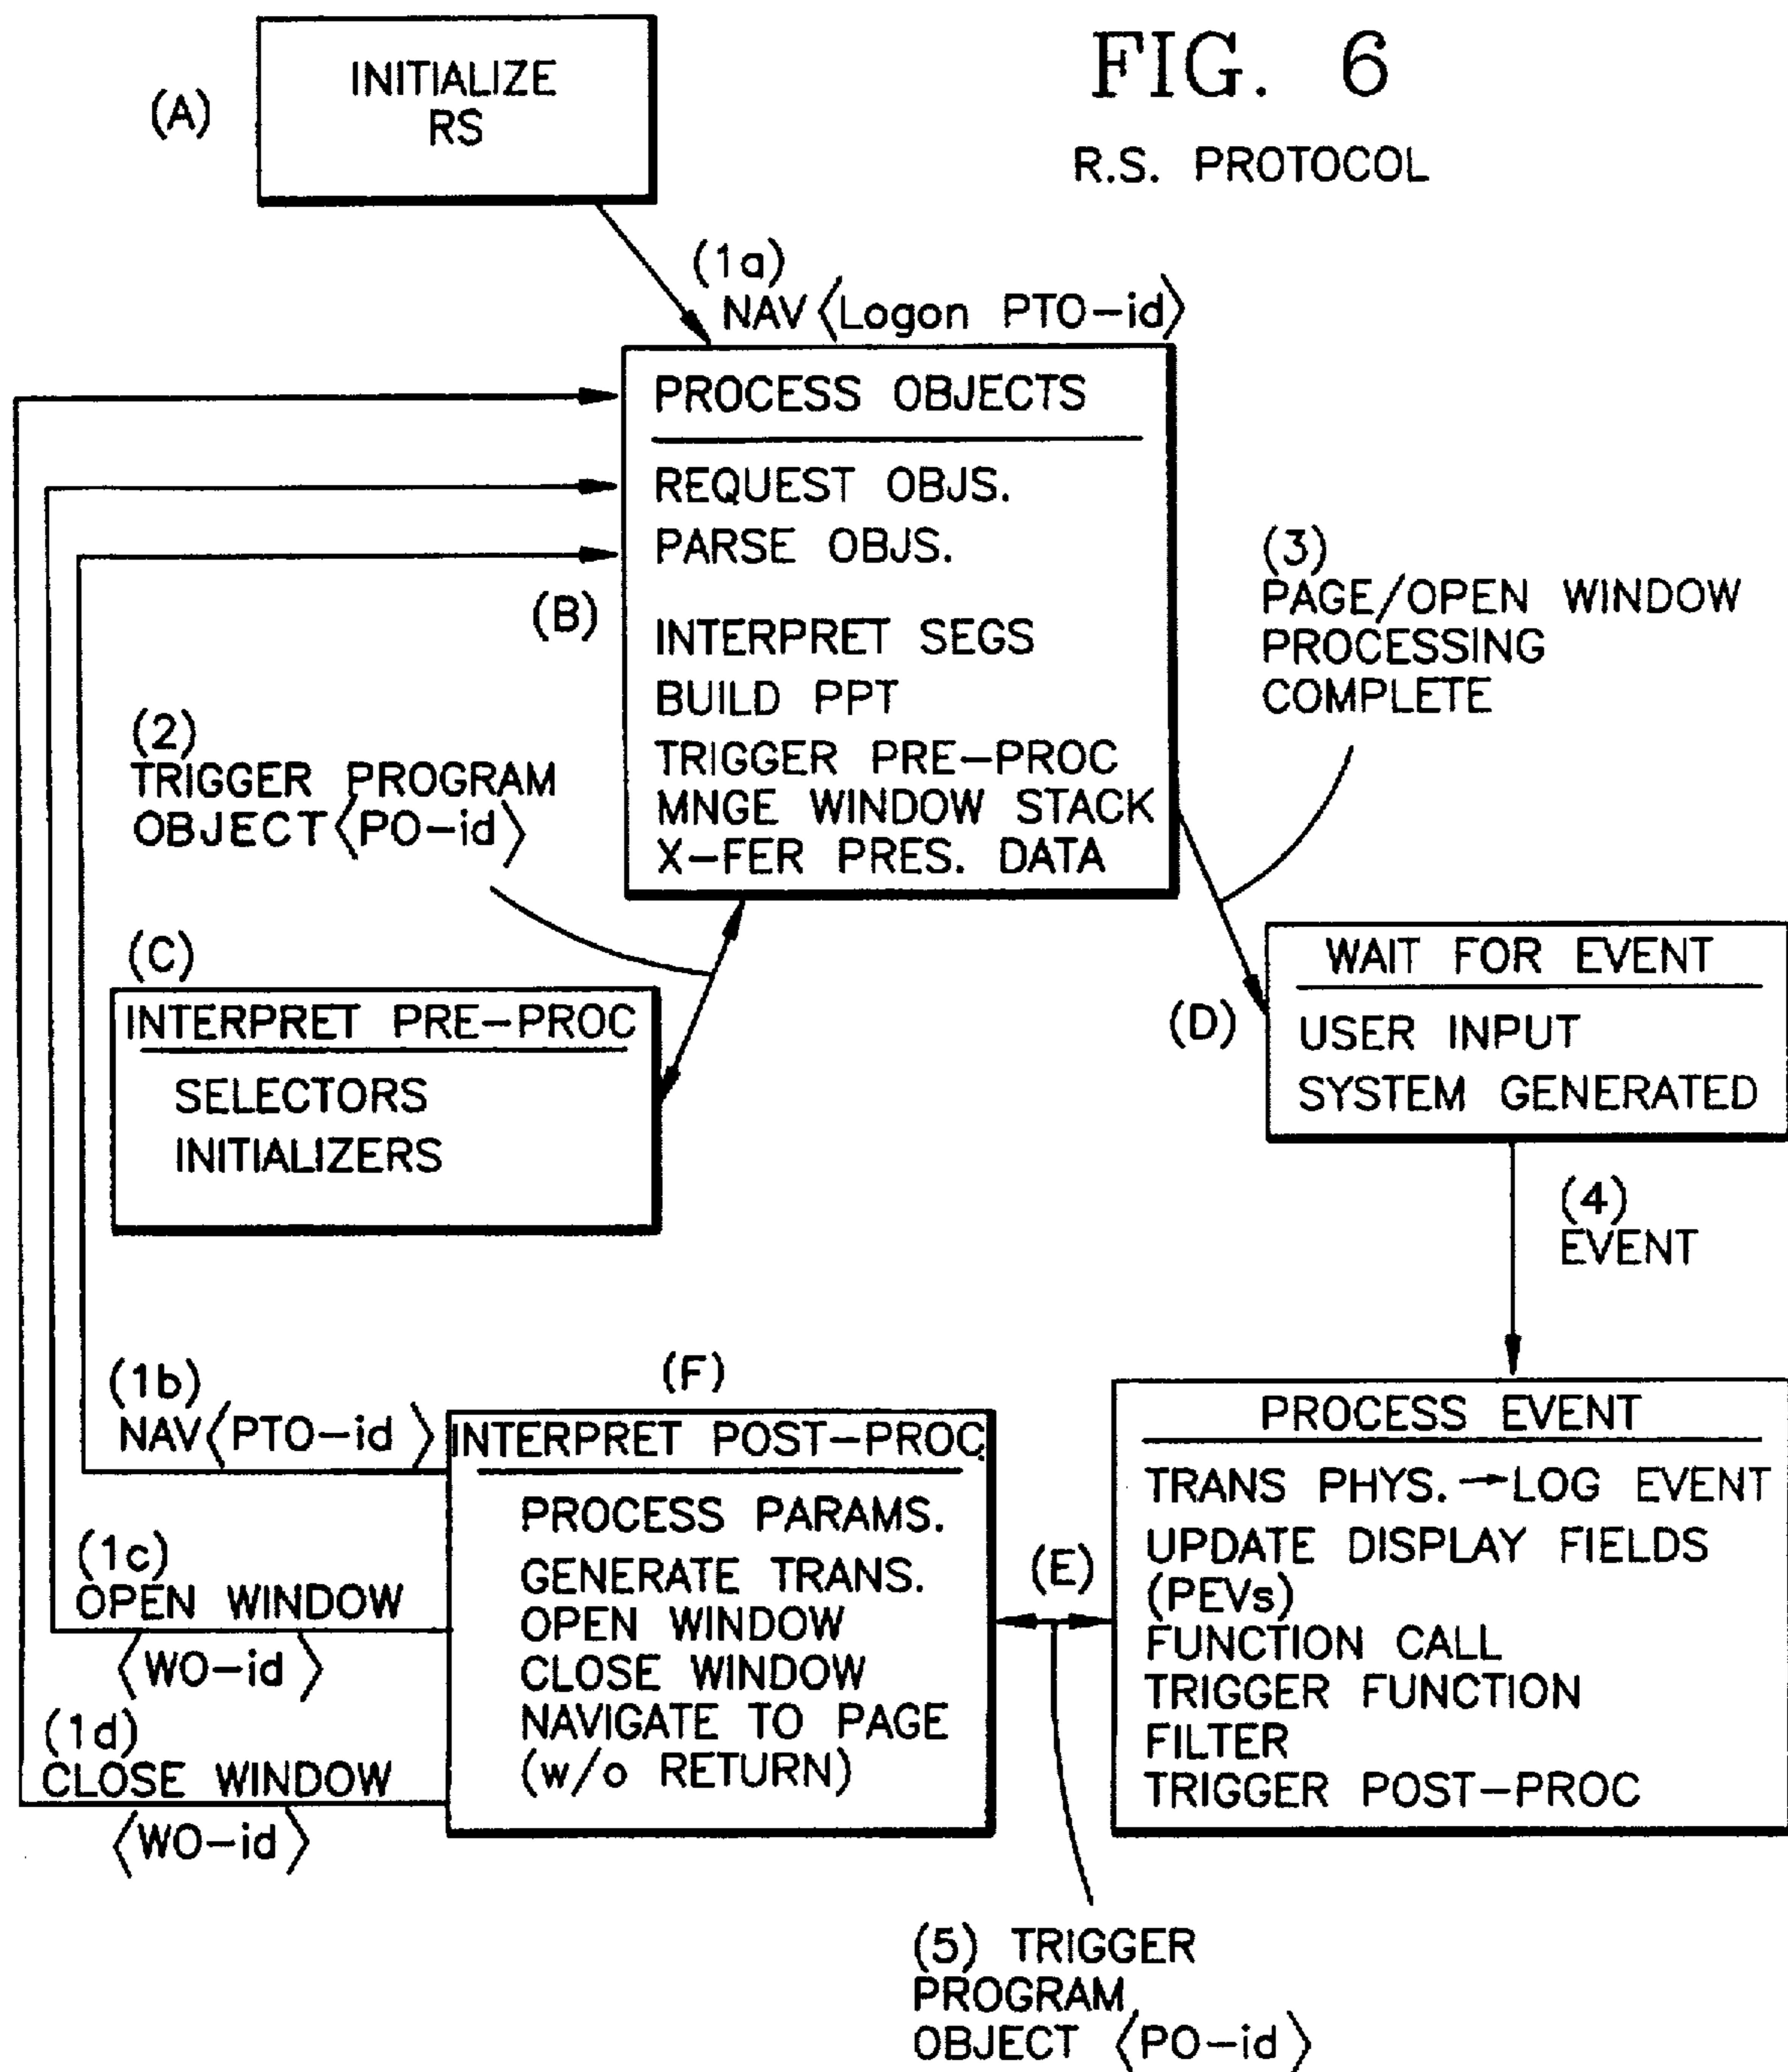 FIG. 6
R.S. PROTOCOL
(A)
INITIALIZE
RS
(1a)
NAV〈Logon PTO-id〉
PROCESS OBJECTS
REQUEST OBJS.
PARSE OBJS.
(B)
INTERPRET SEGS
BUILD PPT
TRIGGER PRE-PROC
MNGE WINDOW STACK
X-FER PRES. DATA
(2)
TRIGGER PROGRAM
OBJECT〈PO-id〉
(3)
PAGE/OPEN WINDOW
PROCESSING
COMPLETE
(C)
INTERPRET PRE-PROC
SELECTORS
INITIALIZERS
(D)
WAIT FOR EVENT
USER INPUT
SYSTEM GENERATED
(4)
EVENT
(1b)
NAV〈PTO-id〉
(1c)
OPEN WINDOW
〈WO-id〉
(1d)
CLOSE WINDOW
〈WO-id〉
(F)
INTERPRET POST-PROC.
PROCESS PARAMS.
GENERATE TRANS.
OPEN WINDOW
CLOSE WINDOW
NAVIGATE TO PAGE
(w/o RETURN)
(E)
PROCESS EVENT
TRANS PHYS.→LOG EVENT
UPDATE DISPLAY FIELDS
(PEVs)
FUNCTION CALL
TRIGGER FUNCTION
FILTER
TRIGGER POST-PROC
(5) TRIGGER
PROGRAM
OBJECT 〈PO-id〉